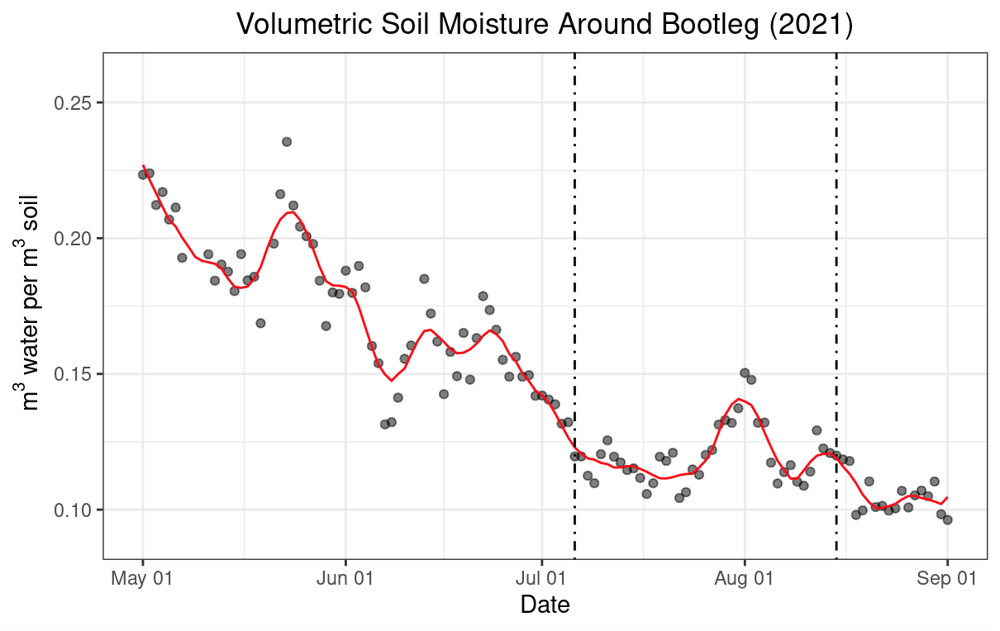 Volumetric Soil Moisture Around Bootleg (2021)
m³ water per m³ soil
0.25
0.20
0.15
0.10
May 01 Jun 01 Jul 01 Aug 01 Sep 01
Date